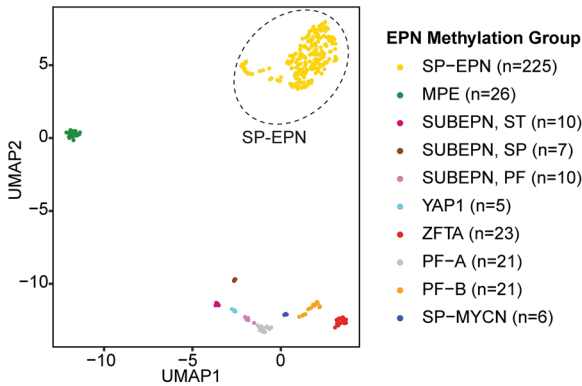 EPN Methylation Group
SP−EPN (n=225)
MPE (n=26)
SUBEPN, ST (n=10)
SUBEPN, SP (n=7)
SUBEPN, PF (n=10)
YAP1 (n=5)
ZFTA (n=23)
PF−A (n=21)
PF−B (n=21)
SP−MYCN (n=6)
SP-EPN
UMAP2
5
0
−5
−10
−10
−5
0
UMAP1